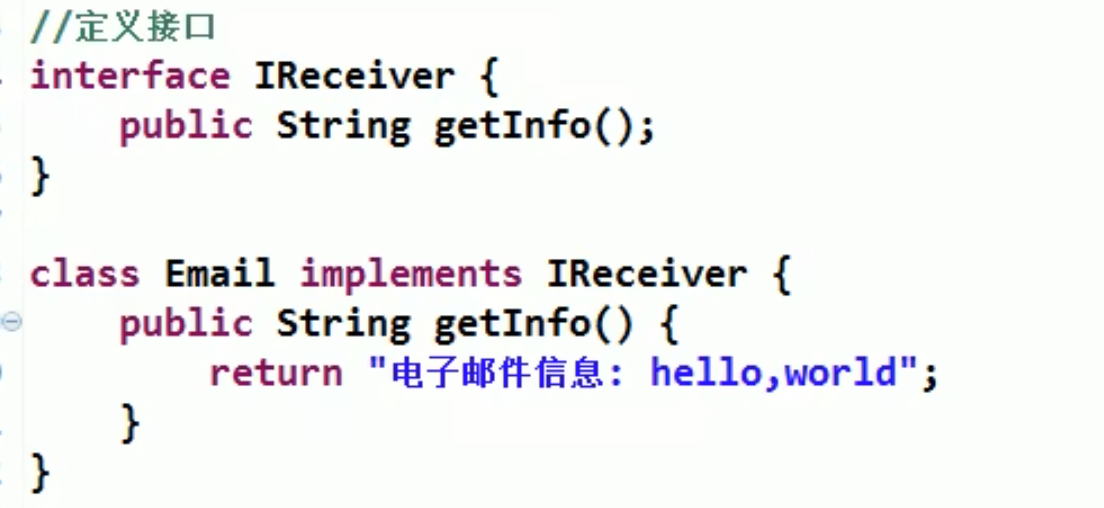 //定义接口
interface IReceiver {
    public String getInfo();
}
class Email implements IReceiver {
    public String getInfo() {
        return "电子邮件信息: hello,world";
    }
}